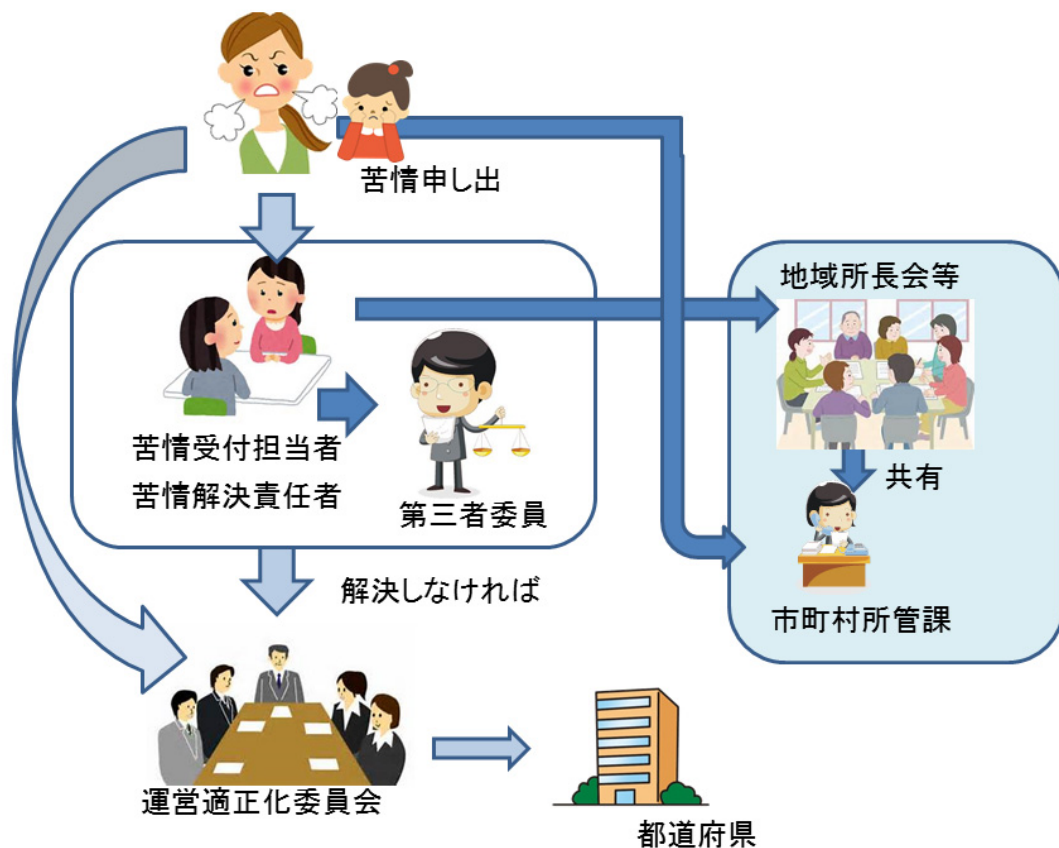 苦情申し出
地域所長会等
苦情受付担当者
苦情解決責任者
第三者委員
共有
市町村所管課
解決しなければ
運営適正化委員会
都道府県